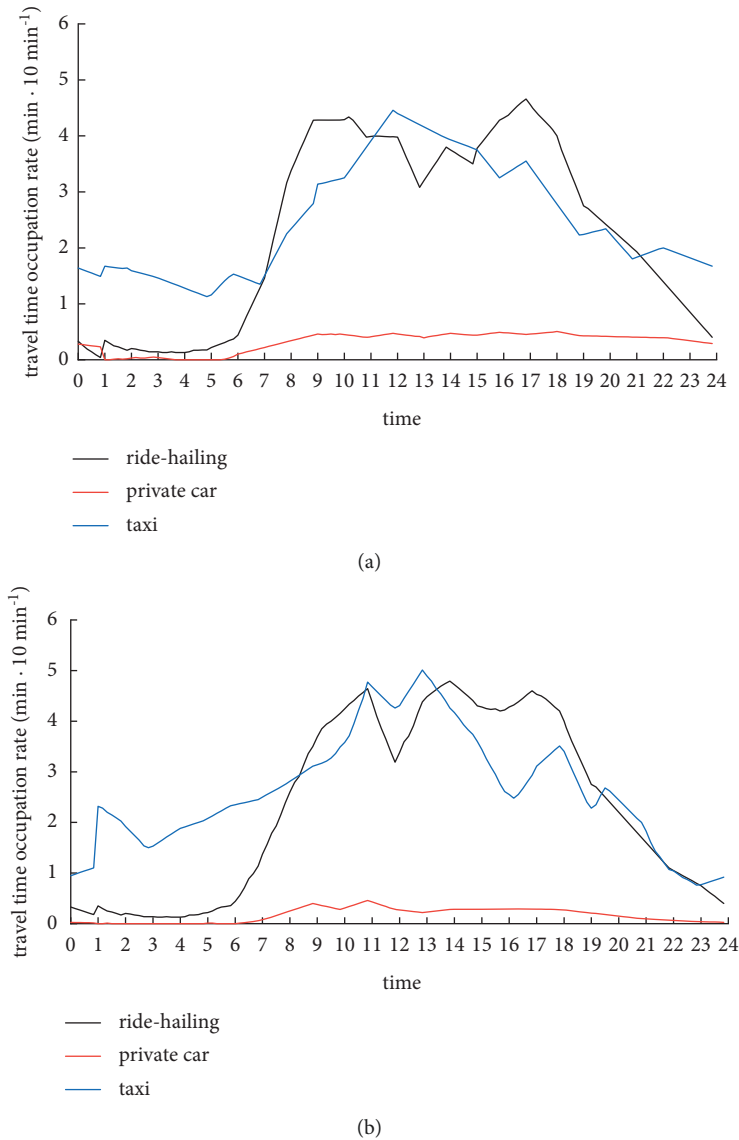 travel time occupation rate (min · 10 min⁻¹)
6
5
4
3
2
1
0
0 1 2 3 4 5 6 7 8 9 10 11 12 13 14 15 16 17 18 19 20 21 22 23 24
time
ride-hailing
private car
taxi
(a)
travel time occupation rate (min · 10 min⁻¹)
6
5
4
3
2
1
0
0 1 2 3 4 5 6 7 8 9 10 11 12 13 14 15 16 17 18 19 20 21 22 23 24
time
ride-hailing
private car
taxi
(b)